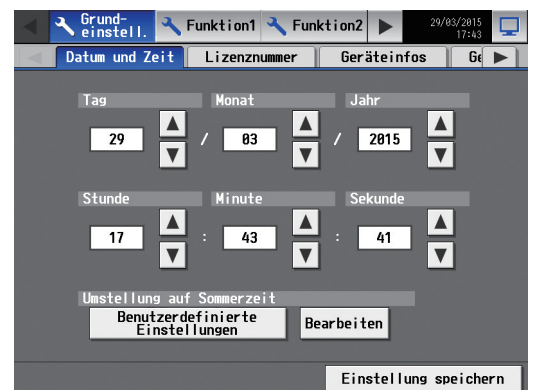 Grund-
einstell. Funktion1 Funktion2 29/03/2015
17:43
Datum und Zeit Lizenznummer Geräteinfos
Tag Monat Jahr
29 / 03 / 2015
Stunde Minute Sekunde
17 : 43 : 41
Umstellung auf Sommerzeit
Benutzerdefinierte
Einstellungen Bearbeiten
Einstellung speichern